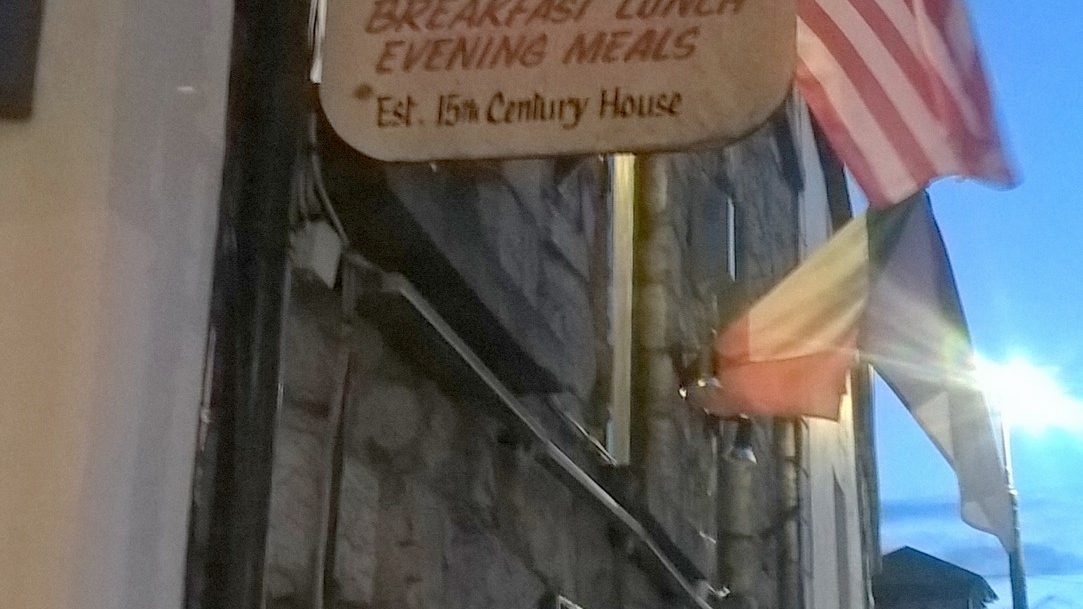 BREAKFAST LUNCH
EVENING MEALS
Est. 15th Century House